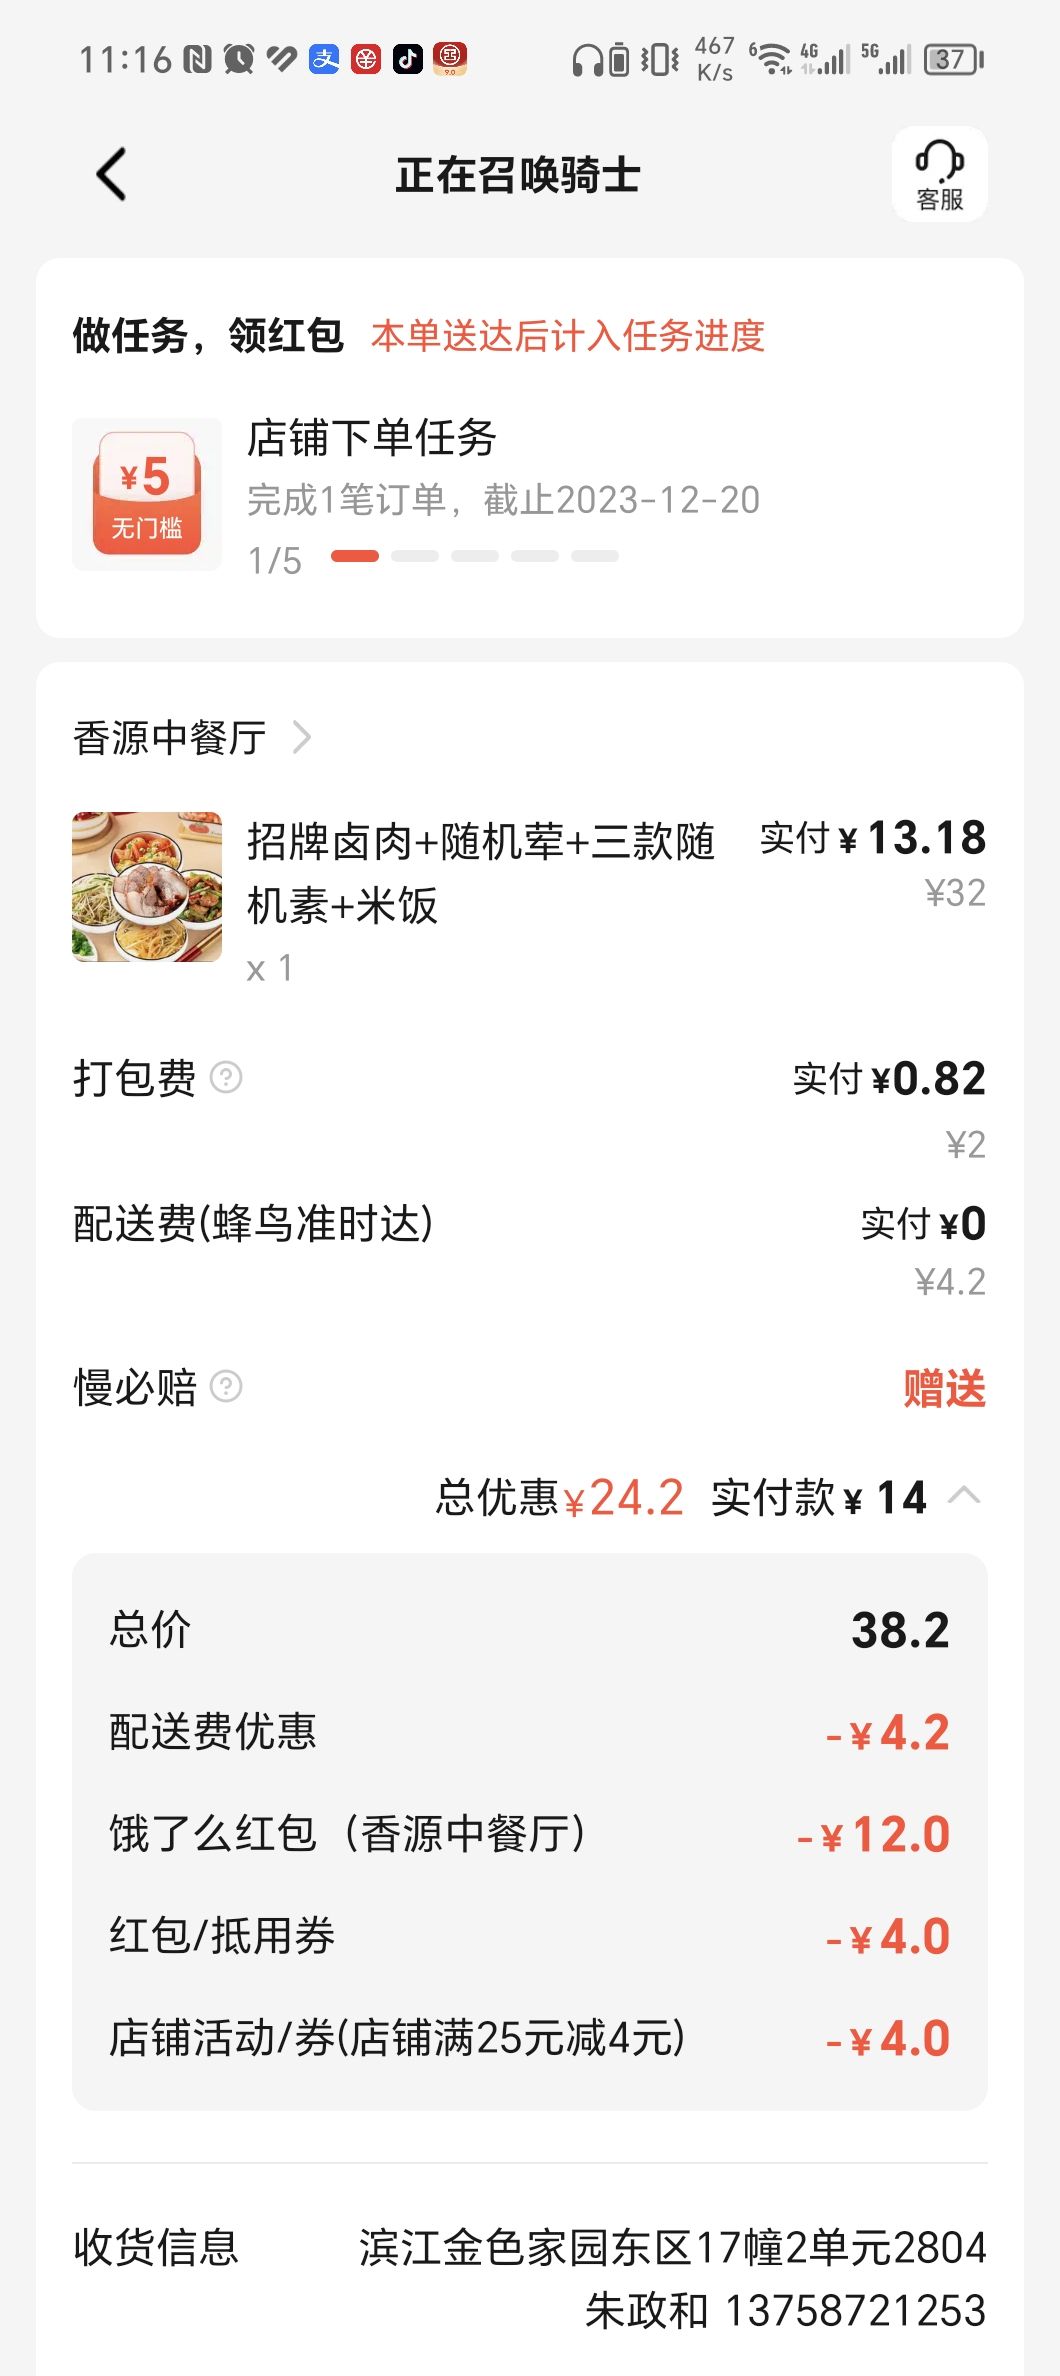 11:16 467 K/s 6 4G 5G 37
正在召唤骑士
客服
做任务，领红包 本单送达后计入任务进度
¥5
无门槛
店铺下单任务
完成1笔订单，截止2023-12-20
1/5
香源中餐厅
招牌卤肉+随机荤+三款随 实付¥13.18
机素+米饭 ¥32
x 1
打包费 ? 实付¥0.82
¥2
配送费(蜂鸟准时达) 实付¥0
¥4.2
慢必赔 ? 赠送
总优惠¥24.2 实付款¥14
总价 38.2
配送费优惠 -¥4.2
饿了么红包（香源中餐厅） -¥12.0
红包/抵用券 -¥4.0
店铺活动/券(店铺满25元减4元) -¥4.0
收货信息 滨江金色家园东区17幢2单元2804
朱政和 13758721253